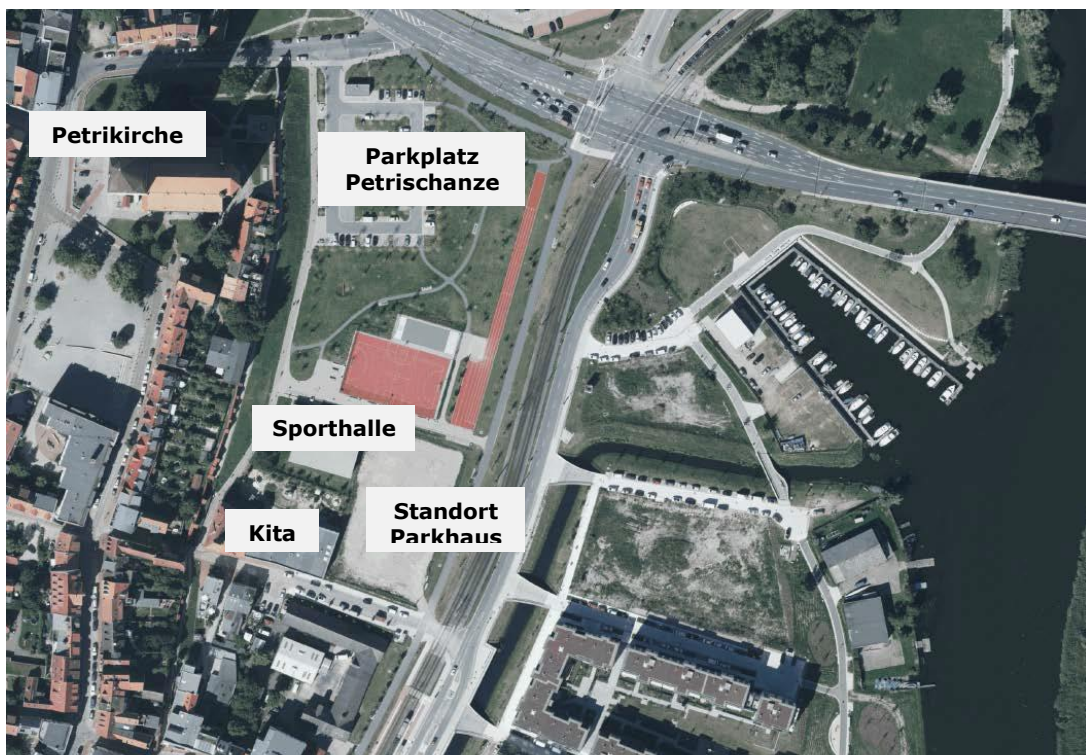 Petrikirche
Parkplatz
Petrischanze
Sporthalle
Standort
Parkhaus
Kita